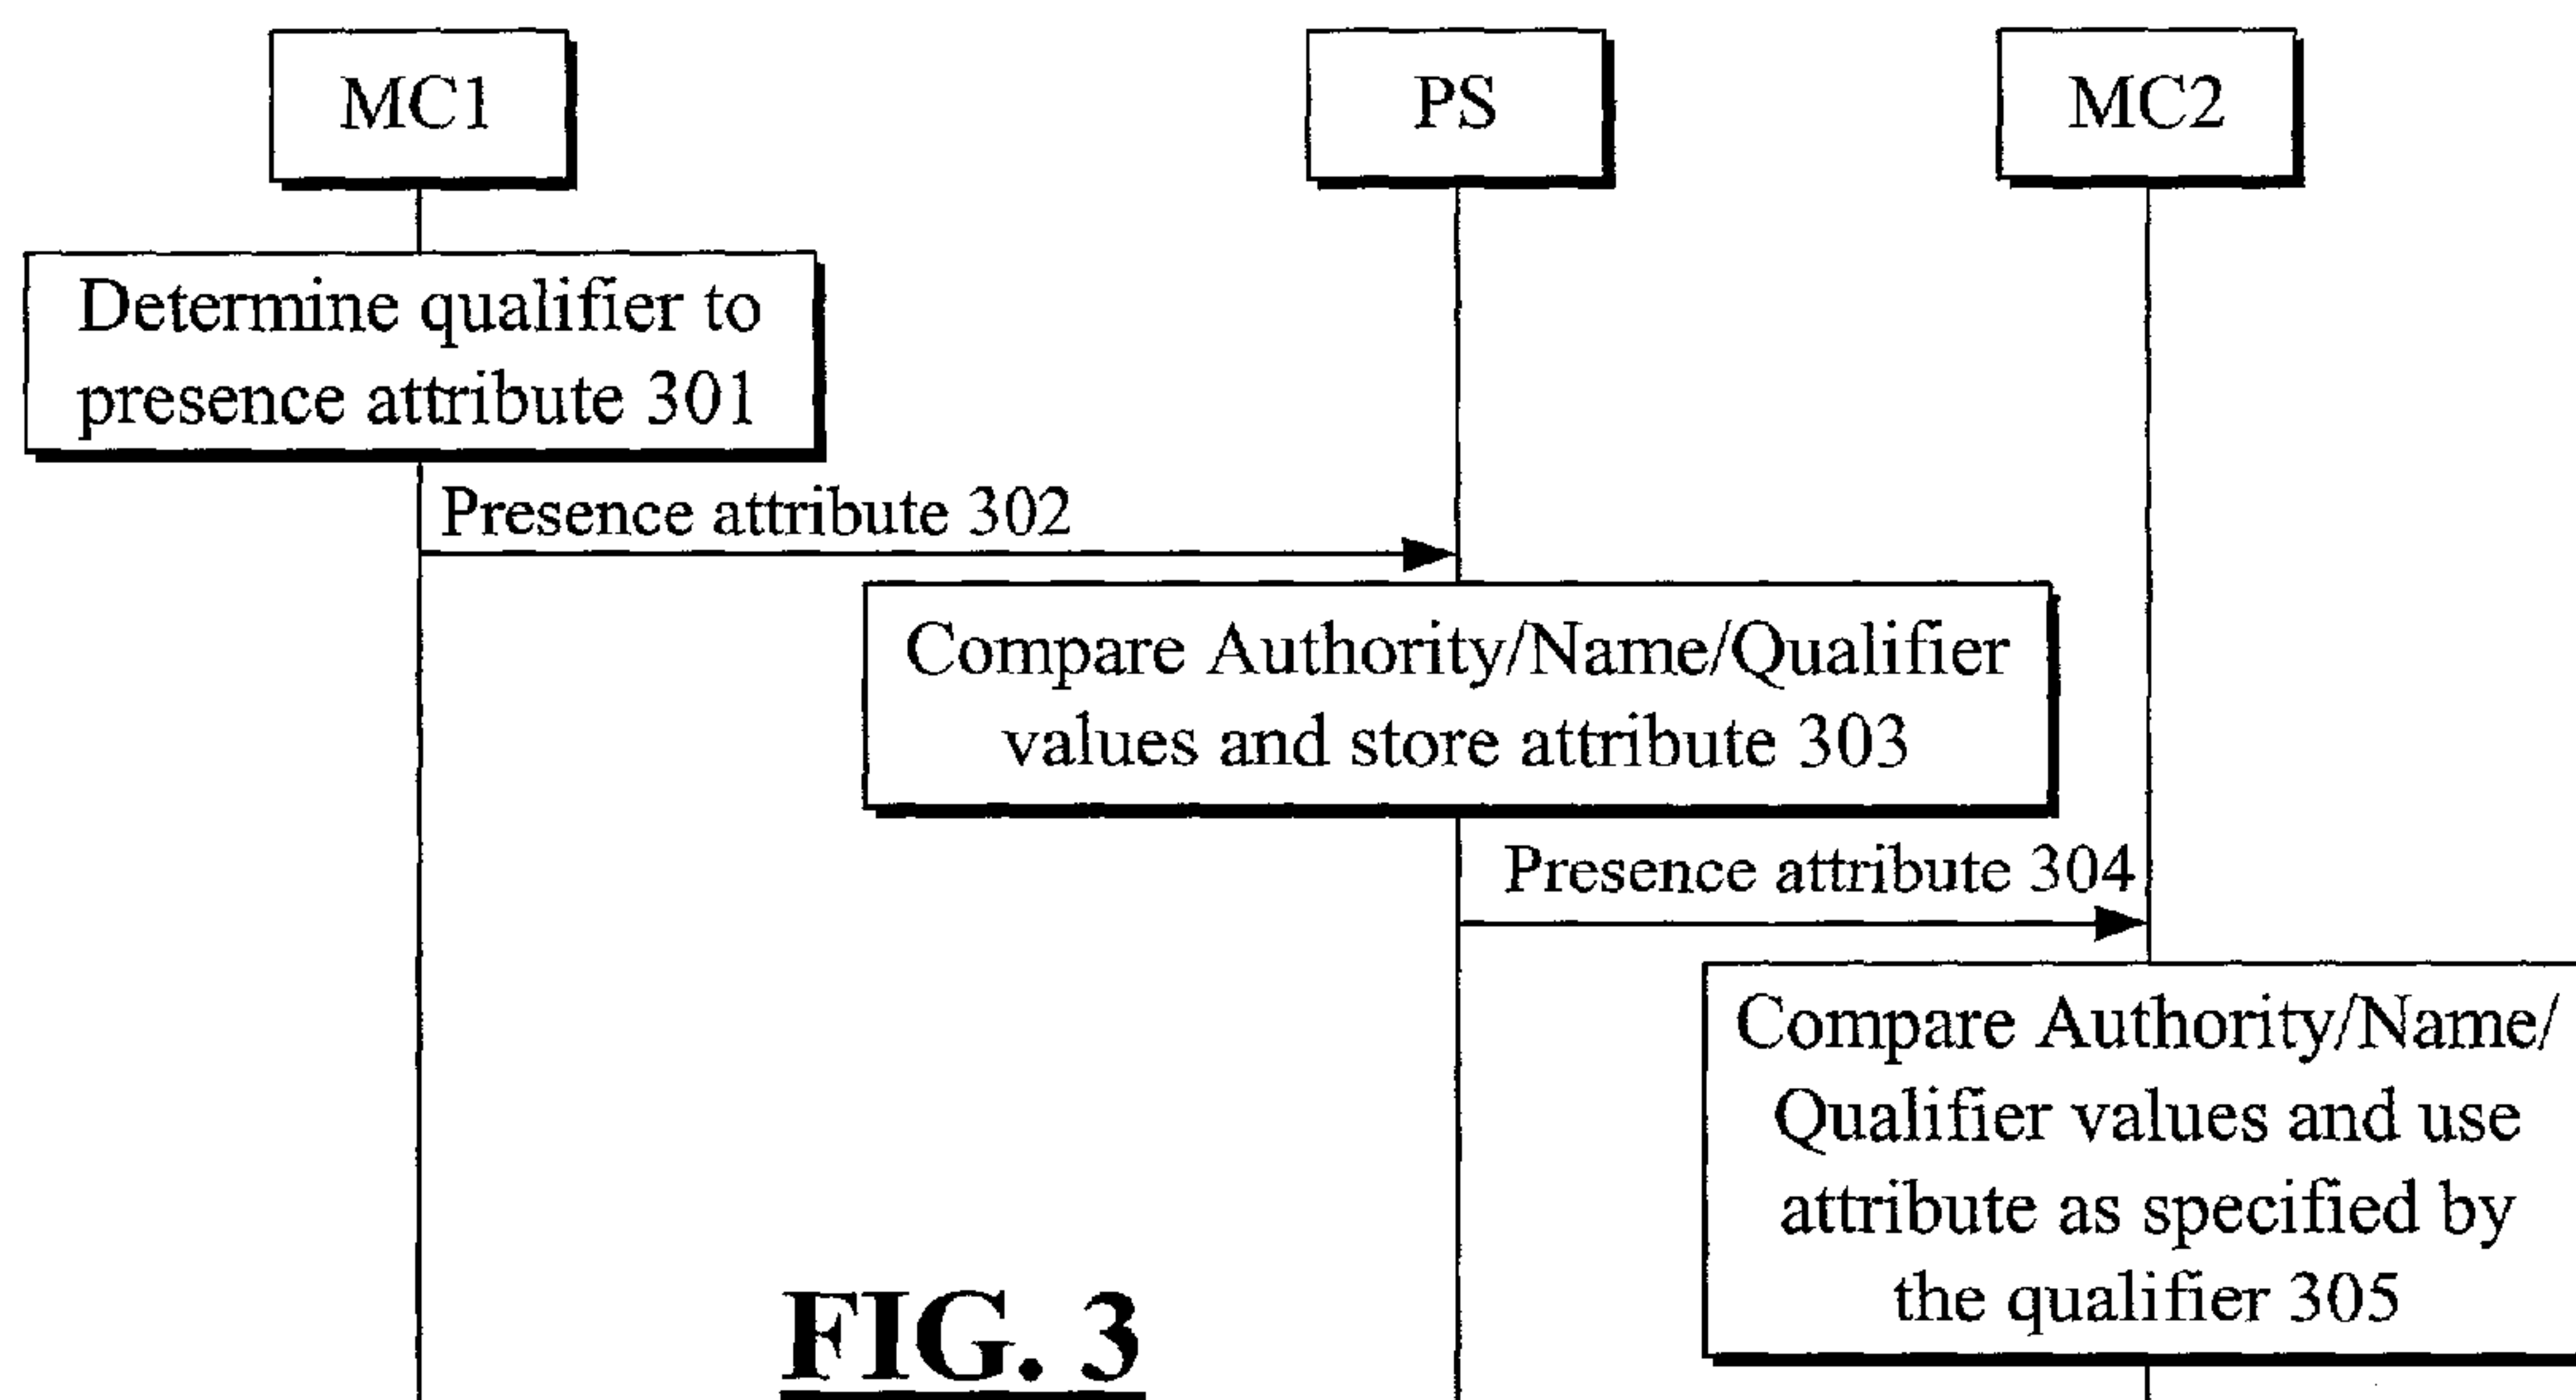 MC1
PS
MC2
Determine qualifier to
presence attribute 301
Presence attribute 302
Compare Authority/Name/Qualifier
values and store attribute 303
Presence attribute 304
Compare Authority/Name/
Qualifier values and use
attribute as specified by
the qualifier 305
FIG. 3